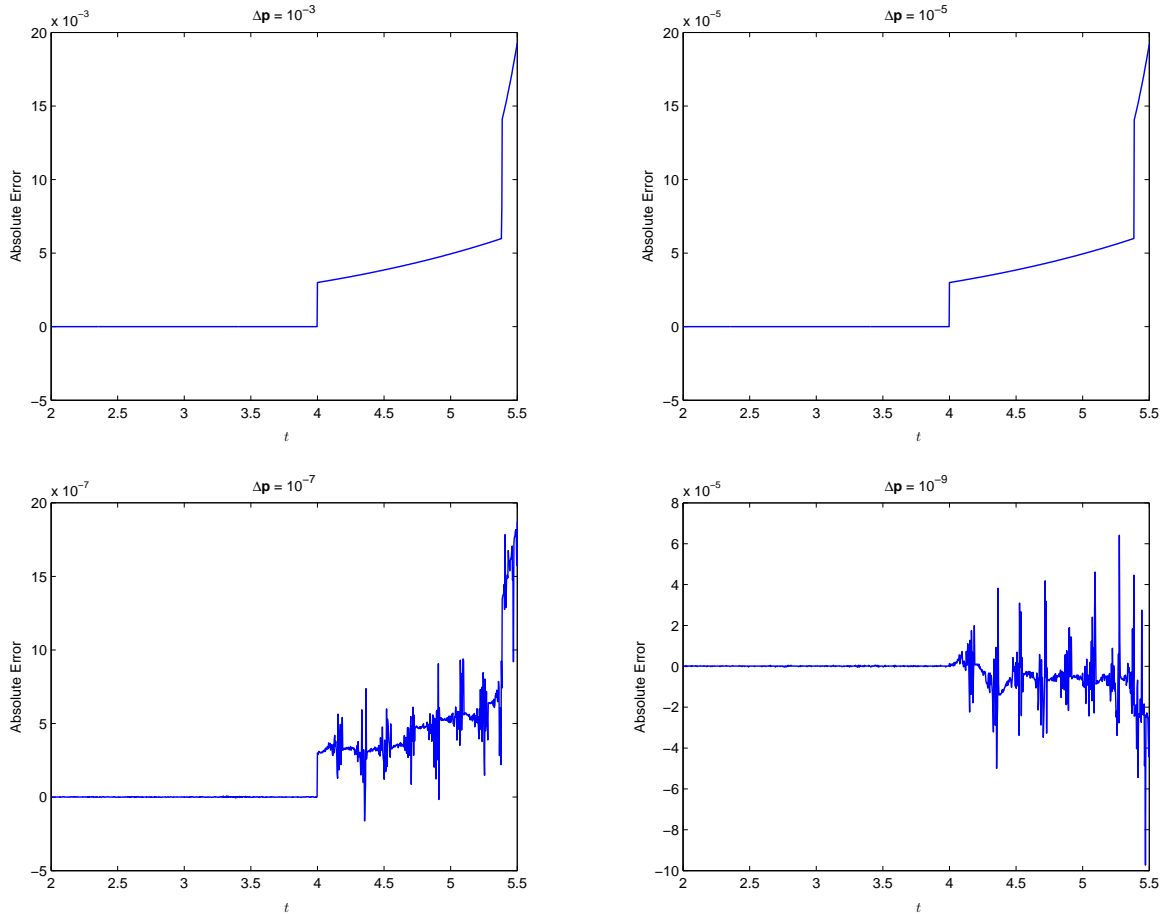 x 10⁻³
Δp = 10⁻³
20
15
10
5
0
−5
Absolute Error
2 2.5 3 3.5 4 4.5 5 5.5
t
x 10⁻⁵
Δp = 10⁻⁵
20
15
10
5
0
−5
Absolute Error
2 2.5 3 3.5 4 4.5 5 5.5
t
x 10⁻⁷
Δp = 10⁻⁷
20
15
10
5
0
−5
Absolute Error
2 2.5 3 3.5 4 4.5 5 5.5
t
x 10⁻⁵
Δp = 10⁻⁹
8
6
4
2
0
−2
−4
−6
−8
−10
Absolute Error
2 2.5 3 3.5 4 4.5 5 5.5
t